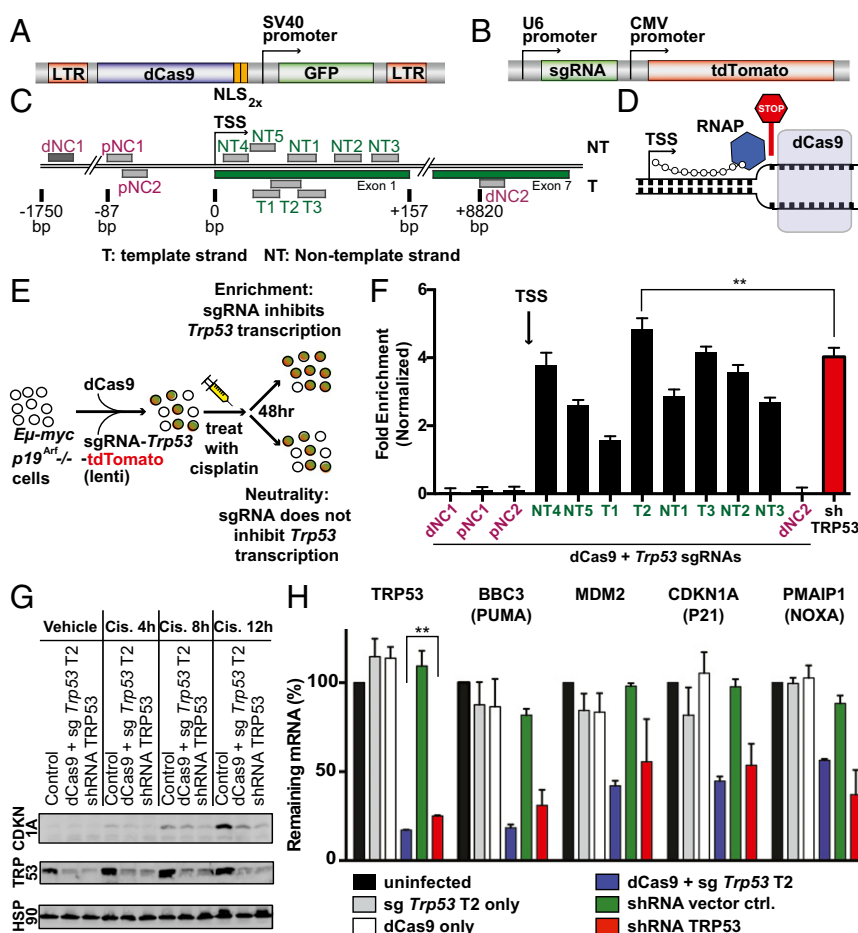 A
SV40
promoter
LTR
dCas9
GFP
LTR
NLS2x
B
U6
promoter
CMV
promoter
sgRNA
tdTomato
C
TSS
dNC1
pNC1
pNC2
NT4
NT5
NT1
NT2
NT3
NT
Exon 1
Exon 7
T
T1
T2
T3
dNC2
-1750
bp
-87
bp
0
bp
+157
bp
+8820
bp
T: template strand NT: Non-template strand
D
STOP
RNAP
TSS
dCas9
E
Enrichment:
sgRNA inhibits
Trp53 transcription
dCas9
sgRNA-Trp53
-tdTomato
(lenti)
Eµ-myc
p19Arf-/-
cells
treat
with
cisplatin
48hr
Neutrality:
sgRNA does not
inhibit Trp53
transcription
F
TSS
**
Fold Enrichment
(Normalized)
6
4
2
0
dNC1
pNC1
pNC2
NT4
NT5
T1
T2
NT1
T3
NT2
NT3
dNC2
sh
TRP53
dCas9 + Trp53 sgRNAs
G
Vehicle
Cis. 4h
Cis. 8h
Cis. 12h
Control
dCas9 + sg Trp53 T2
shRNA TRP53
Control
dCas9 + sg Trp53 T2
shRNA TRP53
Control
dCas9 + sg Trp53 T2
shRNA TRP53
Control
dCas9 + sg Trp53 T2
shRNA TRP53
CDKN
1A
TRP
53
HSP
90
H
TRP53
BBC3
(PUMA)
MDM2
CDKN1A
(P21)
PMAIP1
(NOXA)
**
Remaining mRNA (%)
100
50
0
uninfected
sg Trp53 T2 only
dCas9 only
dCas9 + sg Trp53 T2
shRNA vector ctrl.
shRNA TRP53